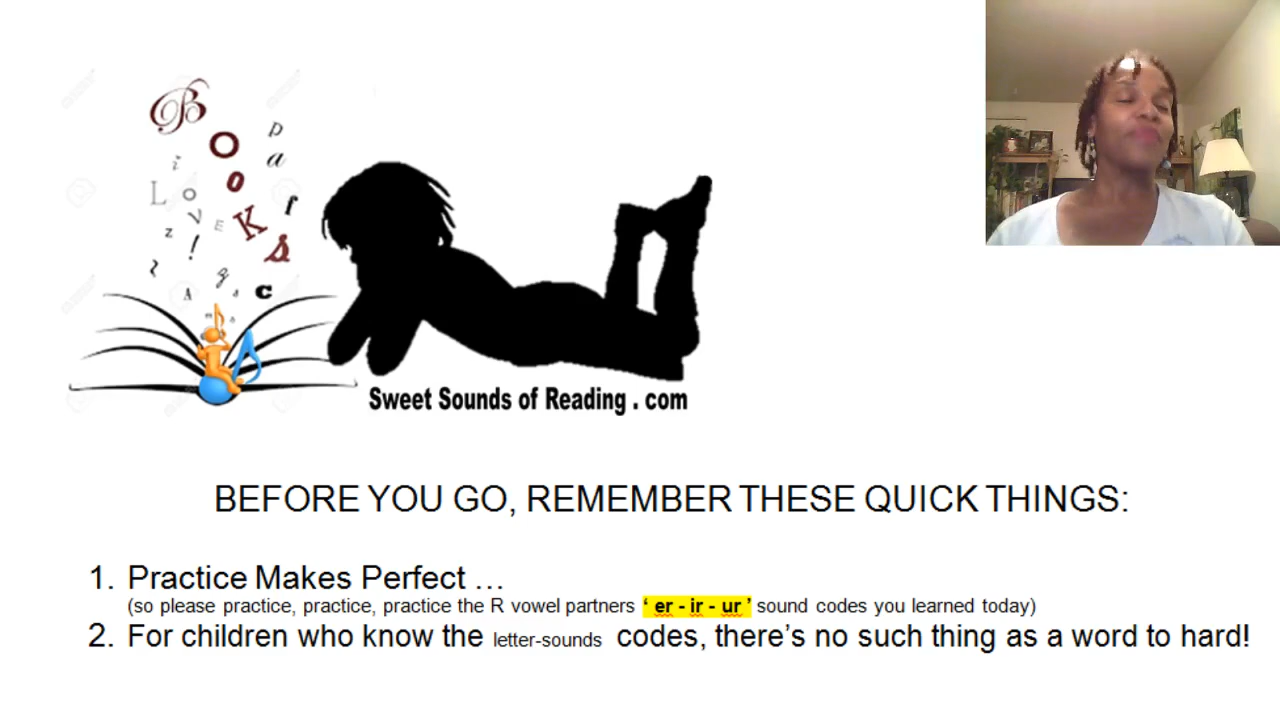 Books
Love!
Sweet Sounds of Reading . com
BEFORE YOU GO, REMEMBER THESE QUICK THINGS:
1. Practice Makes Perfect …
(so please practice, practice, practice the R vowel partners ‘ er - ir - ur ’ sound codes you learned today)
2. For children who know the letter-sounds codes, there’s no such thing as a word to hard!